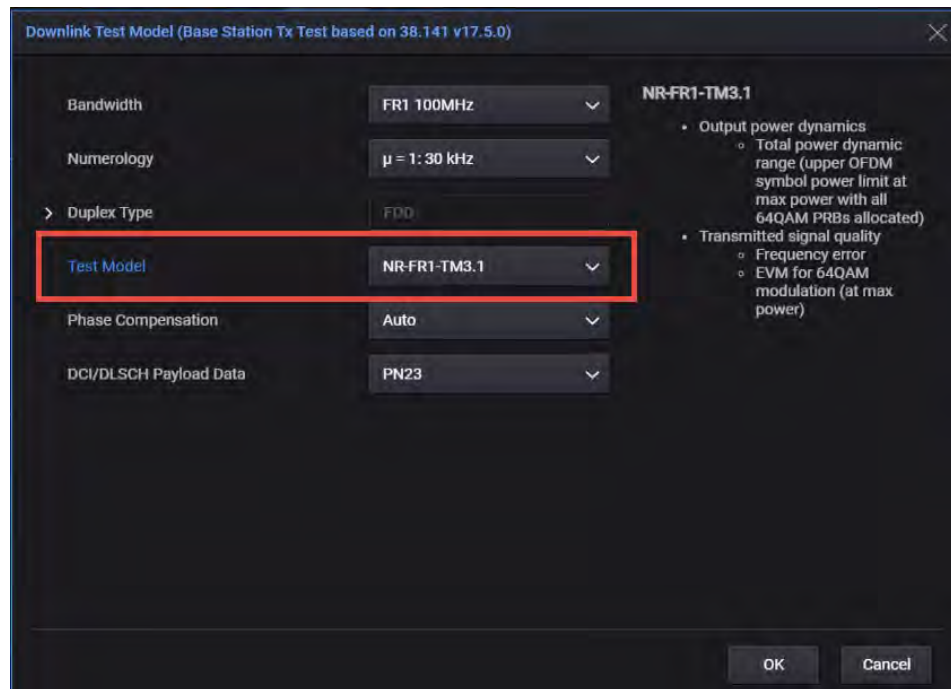 Downlink Test Model (Base Station Tx Test based on 38.141 v17.5.0)
Bandwidth
FR1 100MHz
Numerology
μ = 1: 30 kHz
Duplex Type
FDD
Test Model
NR-FR1-TM3.1
Phase Compensation
Auto
DCI/DLSCH Payload Data
PN23
NR-FR1-TM3.1
Output power dynamics
Total power dynamic
range (upper OFDM
symbol power limit at
max power with all
64QAM PRBs allocated)
Transmitted signal quality
Frequency error
EVM for 64QAM
modulation (at max
power)
OK
Cancel